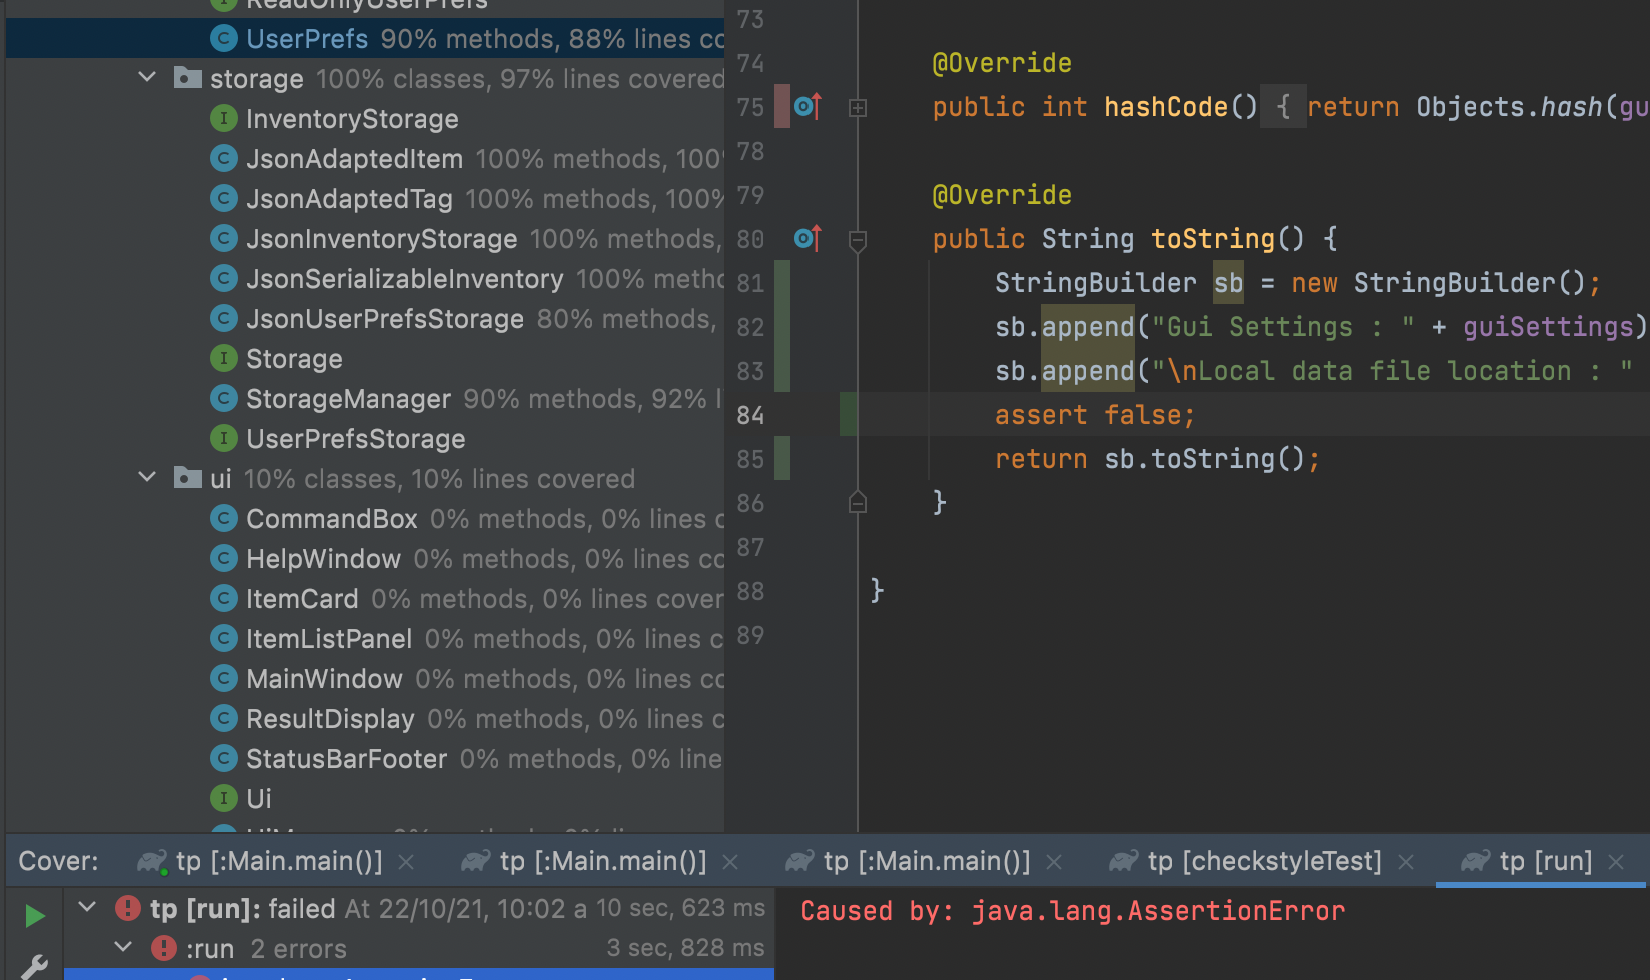 ReadOnlyUserPrefs
UserPrefs 90% methods, 88% lines co
storage 100% classes, 97% lines covered
InventoryStorage
JsonAdaptedItem 100% methods, 100
JsonAdaptedTag 100% methods, 100%
JsonInventoryStorage 100% methods,
JsonSerializableInventory 100% metho
JsonUserPrefsStorage 80% methods,
Storage
StorageManager 90% methods, 92% l
UserPrefsStorage
ui 10% classes, 10% lines covered
CommandBox 0% methods, 0% lines c
HelpWindow 0% methods, 0% lines co
ItemCard 0% methods, 0% lines cover
ItemListPanel 0% methods, 0% lines c
MainWindow 0% methods, 0% lines co
ResultDisplay 0% methods, 0% lines c
StatusBarFooter 0% methods, 0% line
Ui
73
74 @Override
75 public int hashCode() { return Objects.hash(gu
78
79 @Override
80 public String toString() {
81 StringBuilder sb = new StringBuilder();
82 sb.append("Gui Settings : " + guiSettings)
83 sb.append("\nLocal data file location : "
84 assert false;
85 return sb.toString();
86 }
87
88 }
89
Cover: tp [:Main.main()] × tp [:Main.main()] × tp [:Main.main()] × tp [checkstyleTest] × tp [run] ×
tp [run]: failed At 22/10/21, 10:02 a 10 sec, 623 ms
:run 2 errors 3 sec, 828 ms
Caused by: java.lang.AssertionError